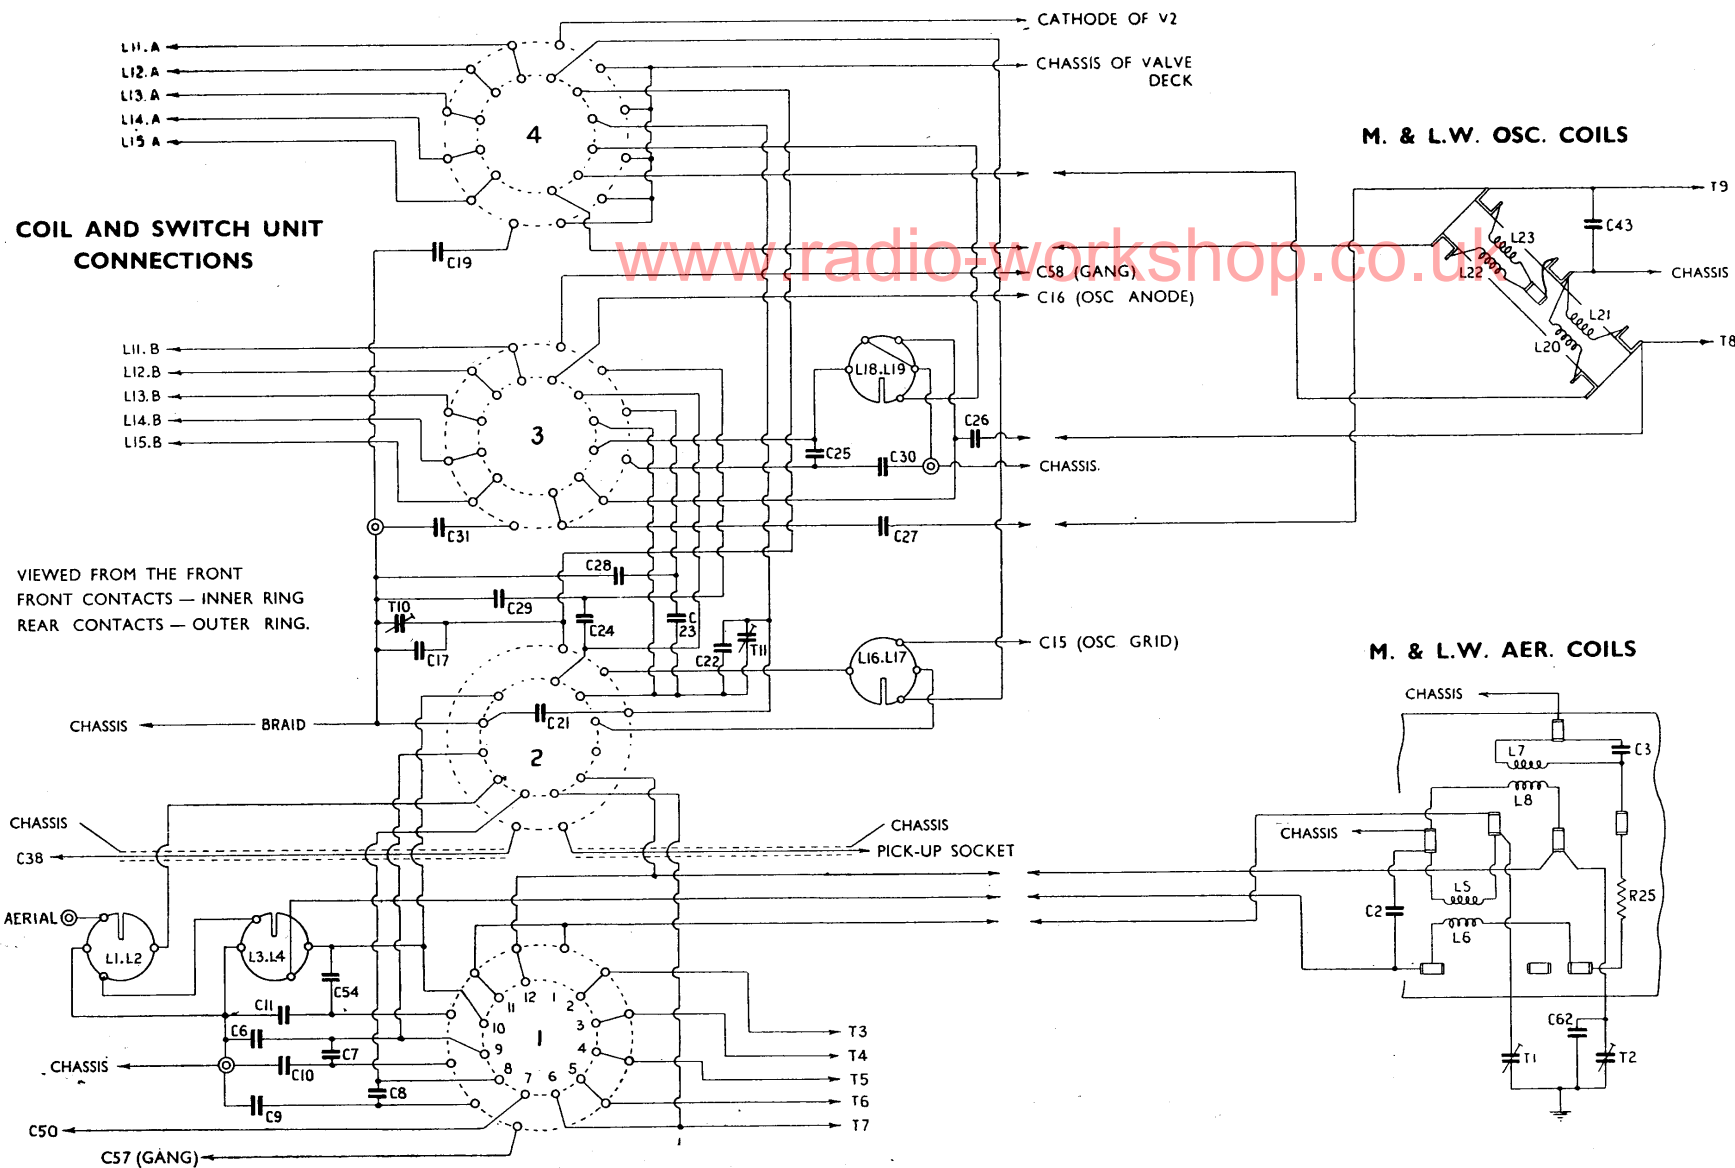 CATHODE OF V2
CHASSIS OF VALVE
DECK
L11.A
L12.A
L13.A
L14.A
L15 A
4
M. & L.W. OSC. COILS
T9
C43
COIL AND SWITCH UNIT
CONNECTIONS
www.radio-workshop.co.uk
C19
L23
L22
CHASSIS
C58 (GANG)
C16 (OSC ANODE)
L21
L20
T8
L11.B
L12.B
L13.B
L14.B
L15.B
3
L18.L19
C26
C25
C30
CHASSIS.
C31
C27
VIEWED FROM THE FRONT
FRONT CONTACTS — INNER RING
REAR CONTACTS — OUTER RING.
C28
C29
T10
C24
C
23
C17
C22
T11
L16.L17
C15 (OSC GRID)
M. & L.W. AER. COILS
CHASSIS
CHASSIS
BRAID
C21
2
L7
C3
L8
CHASSIS
C38
CHASSIS
PICK-UP SOCKET
CHASSIS
L5
R25
C2
L6
AERIAL
L1.L2
L3.L4
C54
C11
C6
C7
CHASSIS
C10
C8
C9
C50
C57 (GANG)
12
1
2
3
4
5
6
7
8
9
10
11
1
T3
T4
T5
T6
T7
C62
T1
T2